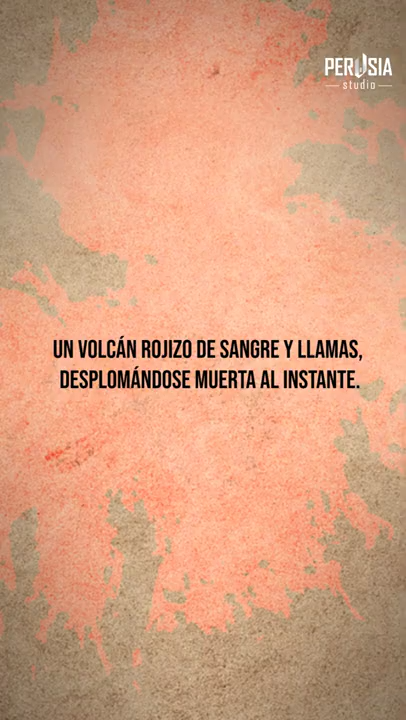 PERUSIA
studio
UN VOLCÁN ROJIZO DE SANGRE Y LLAMAS,
DESPLOMÁNDOSE MUERTA AL INSTANTE.